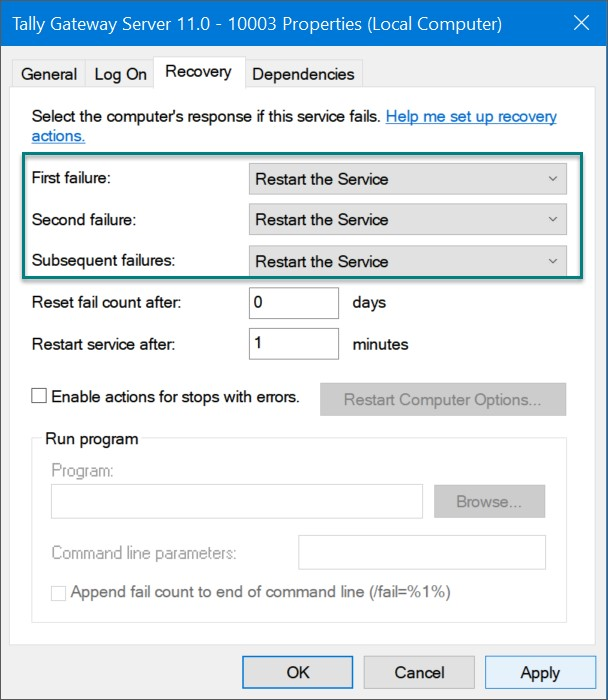 Tally Gateway Server 11.0 - 10003 Properties (Local Computer)
General Log On Recovery Dependencies
Select the computer's response if this service fails. Help me set up recovery
actions.
First failure: Restart the Service
Second failure: Restart the Service
Subsequent failures: Restart the Service
Reset fail count after: 0 days
Restart service after: 1 minutes
Enable actions for stops with errors. Restart Computer Options...
Run program
Program:
Browse...
Command line parameters:
Append fail count to end of command line (/fail=%1%)
OK Cancel Apply